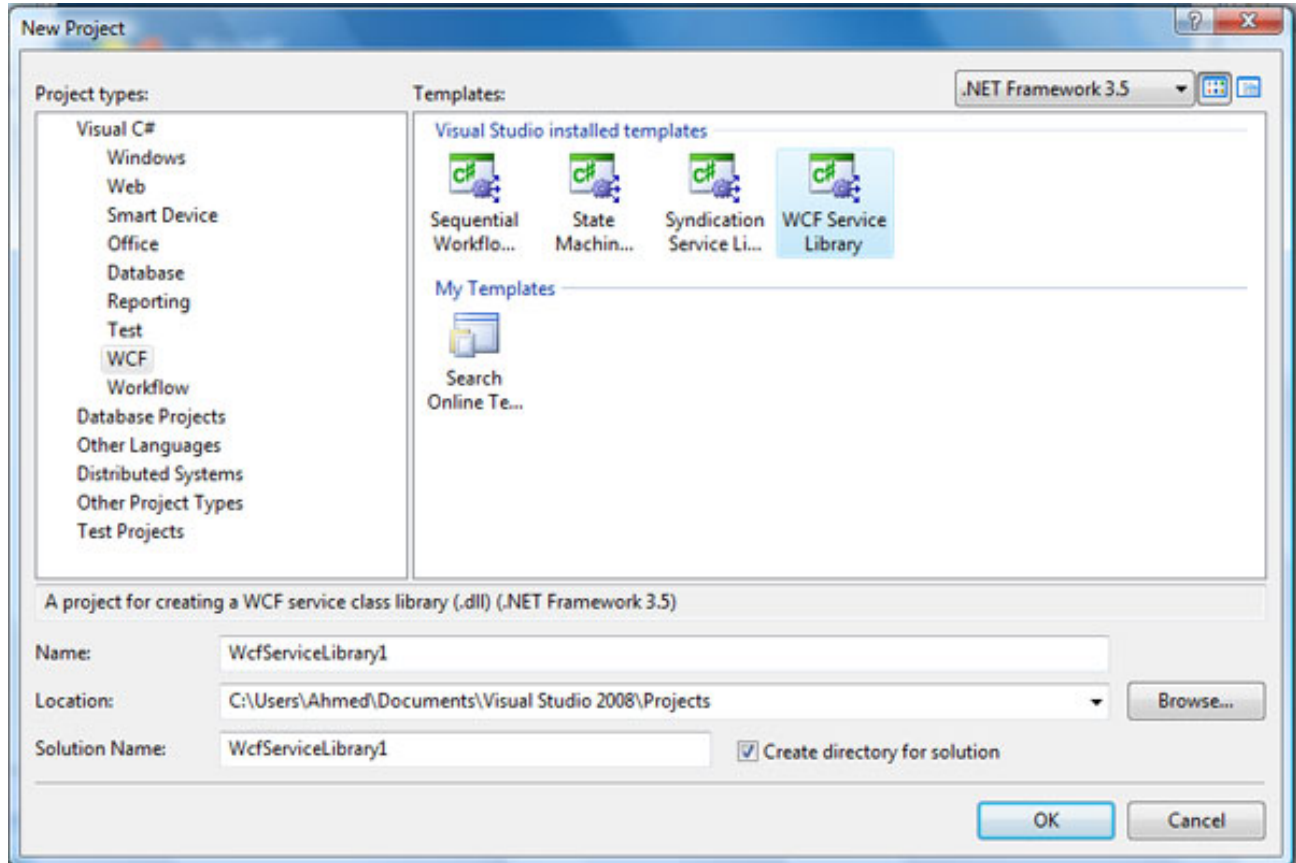 New Project
Project types:
Templates:
.NET Framework 3.5
Visual C#
Windows
Web
Smart Device
Office
Database
Reporting
Test
WCF
Workflow
Database Projects
Other Languages
Distributed Systems
Other Project Types
Test Projects
Visual Studio installed templates
C#
C#
C#
C#
Sequential
Workflo...
State
Machin...
Syndication
Service Li...
WCF Service
Library
My Templates
Search
Online Te...
A project for creating a WCF service class library (.dll) (.NET Framework 3.5)
Name:
WcfServiceLibrary1
Location:
C:\Users\Ahmed\Documents\Visual Studio 2008\Projects
Browse...
Solution Name:
WcfServiceLibrary1
Create directory for solution
OK
Cancel